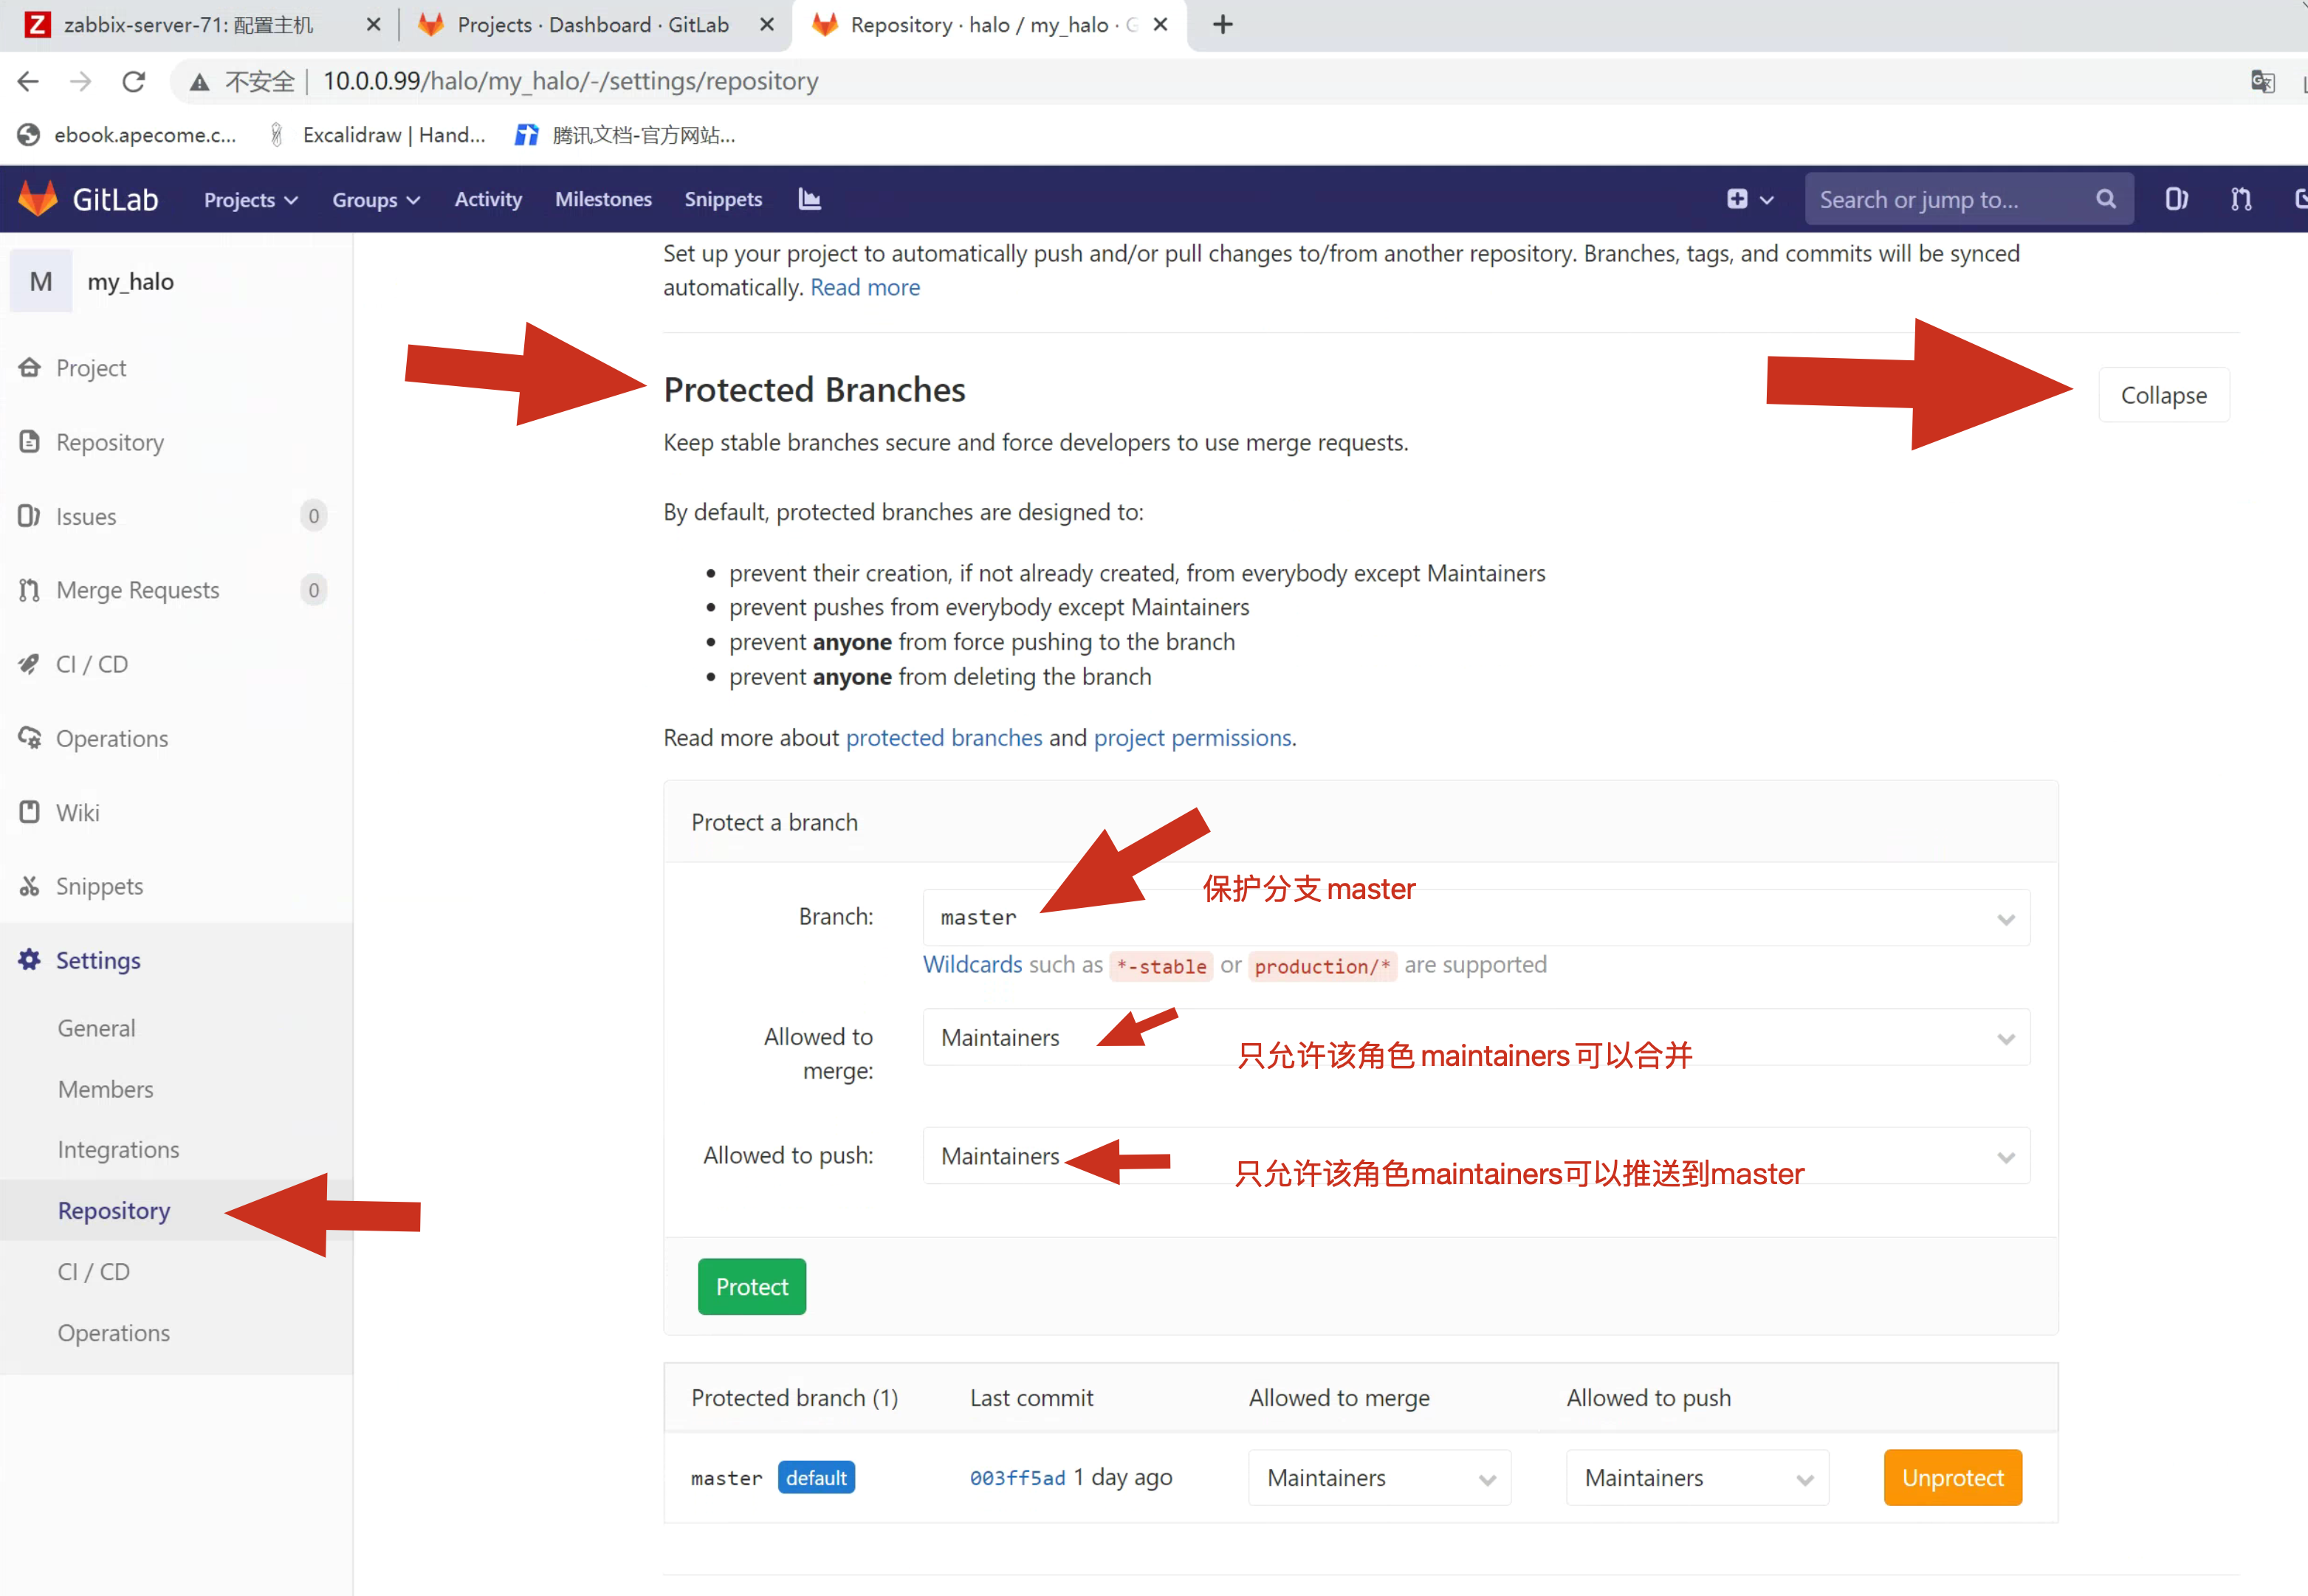 Z zabbix-server-71: 配置主机
Projects · Dashboard · GitLab
Repository · halo / my_halo ·
不安全 | 10.0.0.99/halo/my_halo/-/settings/repository
ebook.apecome.c...
Excalidraw | Hand...
腾讯文档-官方网站...
GitLab
Projects
Groups
Activity
Milestones
Snippets
Search or jump to...
M my_halo
Project
Repository
Issues 0
Merge Requests 0
CI / CD
Operations
Wiki
Snippets
Settings
General
Members
Integrations
Repository
CI / CD
Operations
Set up your project to automatically push and/or pull changes to/from another repository. Branches, tags, and commits will be synced
automatically. Read more
Protected Branches
Collapse
Keep stable branches secure and force developers to use merge requests.
By default, protected branches are designed to:
• prevent their creation, if not already created, from everybody except Maintainers
• prevent pushes from everybody except Maintainers
• prevent anyone from force pushing to the branch
• prevent anyone from deleting the branch
Read more about protected branches and project permissions.
Protect a branch
保护分支 master
Branch: master
Wildcards such as *-stable or production/* are supported
Allowed to
merge:
Maintainers
只允许该角色 maintainers 可以合并
Allowed to push: Maintainers
只允许该角色maintainers可以推送到master
Protect
Protected branch (1) Last commit Allowed to merge Allowed to push
master default 003ff5ad 1 day ago Maintainers Maintainers Unprotect